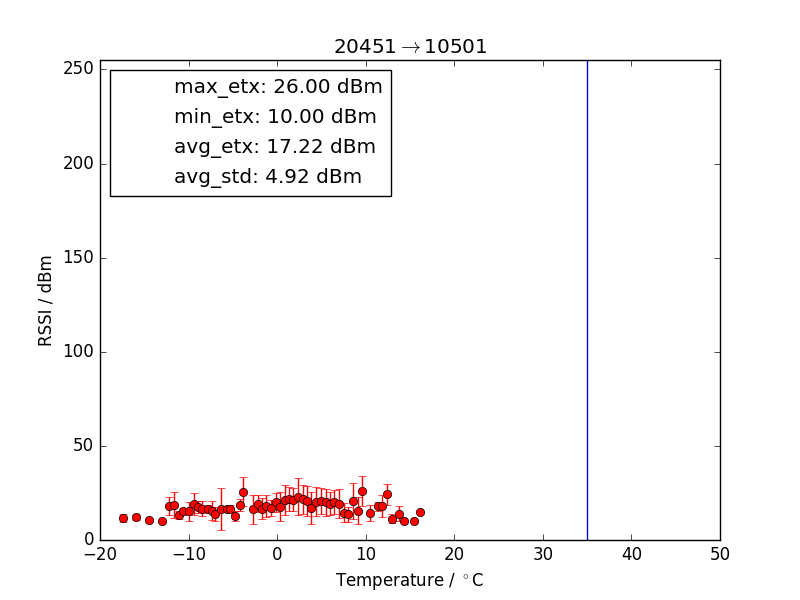 20451→10501
max_etx: 26.00 dBm
min_etx: 10.00 dBm
avg_etx: 17.22 dBm
avg_std: 4.92 dBm
250
200
150
100
50
0
RSSI / dBm
−20 −10 0 10 20 30 40 50
Temperature / °C